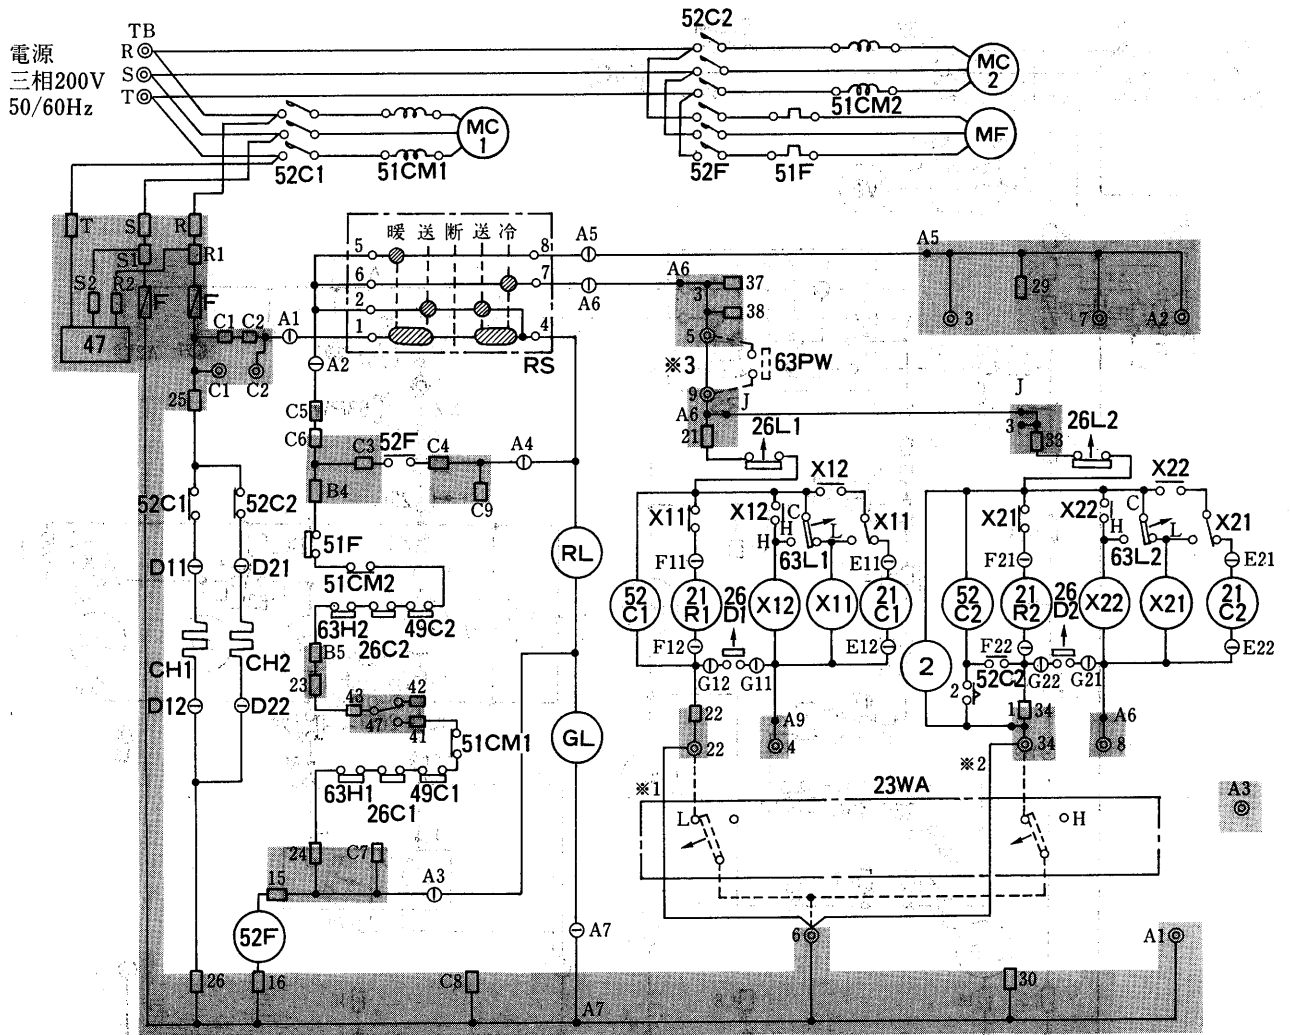 TB
52C2
電源
三相200V
50/60Hz
R
S
T
MC 2
51CM2
MC 1
MF
52C1
51CM1
52F
51F
T
S
R
S1
R1
S2
R2
F
F
47
C1
C2
A1
C1
C2
25
暖 送 断 送 冷
5
8
6
7
2
1
4
RS
A5
A6
A2
A5
3
29
7
A2
A6
3
37
38
5
※3
63PW
9
A6
J
21
26L1
J
3
33
26L2
C5
C6
C3
52F
C4
A4
B4
C9
52C1
52C2
51F
D11
D21
51CM2
RL
63H2
49C2
26C2
CH1
CH2
B5
23
D12
D22
43
42
47
41
GL
51CM1
63H1
49C1
26C1
X12
X11
X12
H
C
L
H
63L1
X11
F11
E11
52 C1
21 R1
26 D1
X12
X11
21 C1
F12
E12
G12
G11
22
A9
22
4
X22
X21
X22
H
C
L
63L2
X21
F21
E21
52 C2
21 R2
26 D2
X22
X21
21 C2
2
F22
E22
52C2
G22
G21
2
1
34
A6
34
8
※1
※2
23WA
A3
L
H
24
C7
15
A3
52F
A7
6
A1
26
16
C8
A7
30